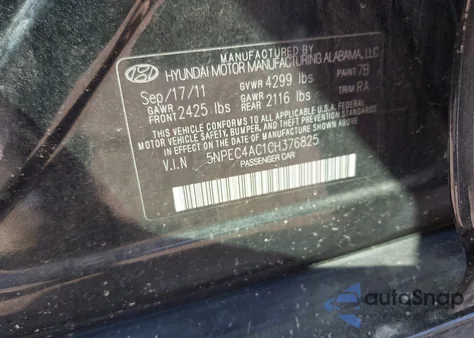 MANUFACTURED BY
HYUNDAI MOTOR MANUFACTURING ALABAMA, LLC
Sep/17/11 GVWR 4299 lbs PAINT 7B
GAWR FRONT 2425 lbs GAWR REAR 2116 lbs TRIM RA
THIS VEHICLE CONFORMS TO ALL APPLICABLE U.S.A. FEDERAL
MOTOR VEHICLE SAFETY, BUMPER, AND THEFT PREVENTION STANDARDS
IN EFFECT ON THE DATE OF MANUFACTURE SHOWN ABOVE.
V.I.N 5NPEC4AC1CH376825
PASSENGER CAR
autoSnap